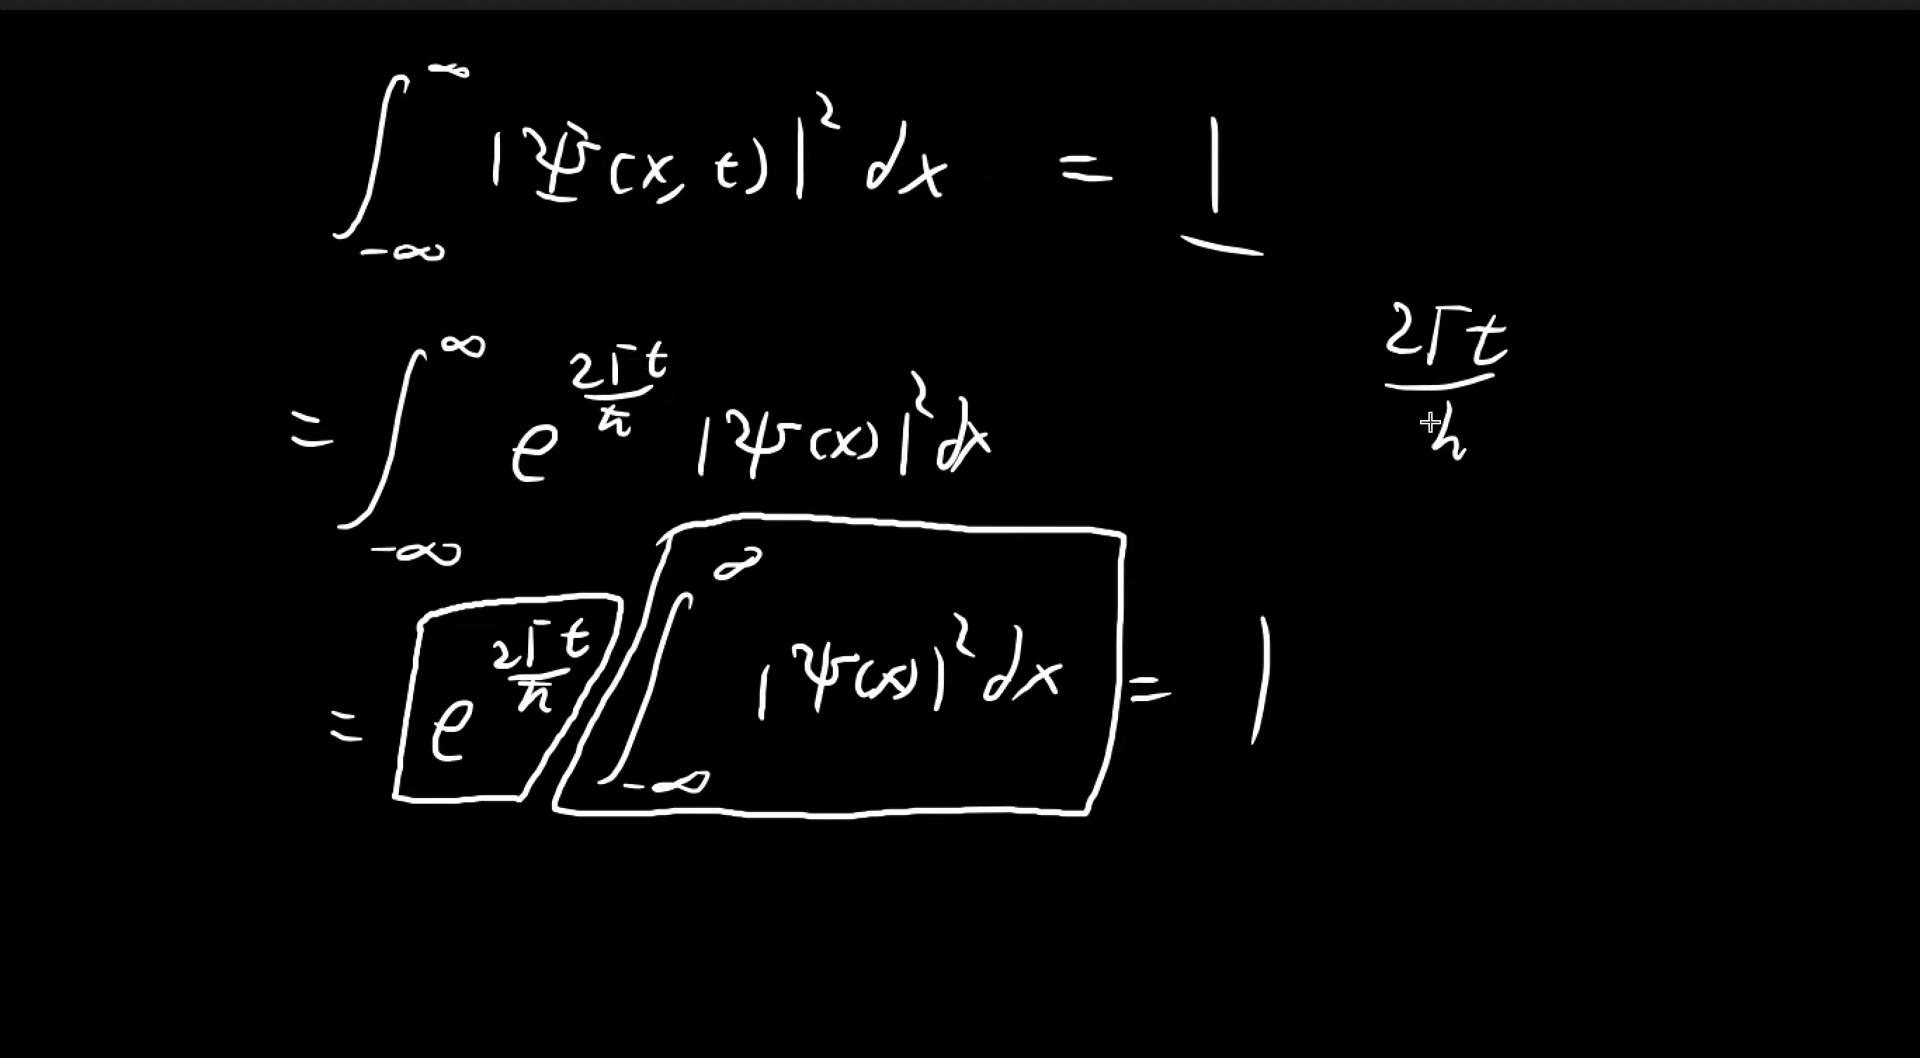 ∫_{-∞}^{∞} |Ψ(x, t)|² dx = 1
= ∫_{-∞}^{∞} e^{2Γt/ħ} |ψ(x)|² dx
2Γt/ħ
= e^{2Γt/ħ} ∫_{-∞}^{∞} |ψ(x)|² dx = 1